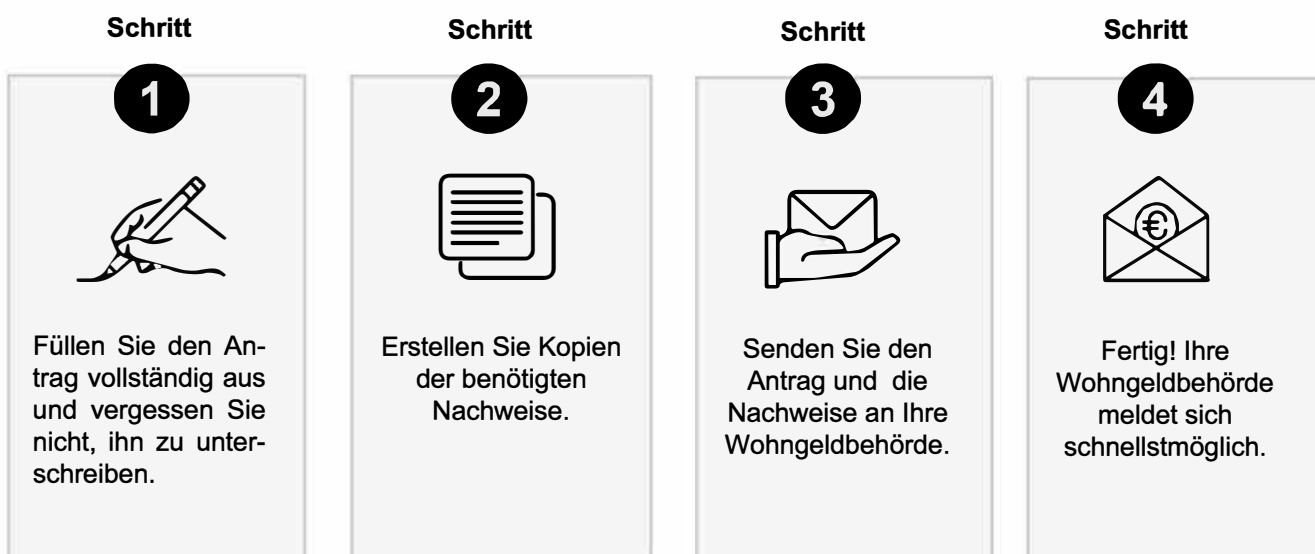 Schritt
1
Füllen Sie den An-
trag vollständig aus
und vergessen Sie
nicht, ihn zu unter-
schreiben.
Schritt
2
Erstellen Sie Kopien
der benötigten
Nachweise.
Schritt
3
Senden Sie den
Antrag und die
Nachweise an Ihre
Wohngeldbehörde.
Schritt
4
€
Fertig! Ihre
Wohngeldbehörde
meldet sich
schnellstmöglich.